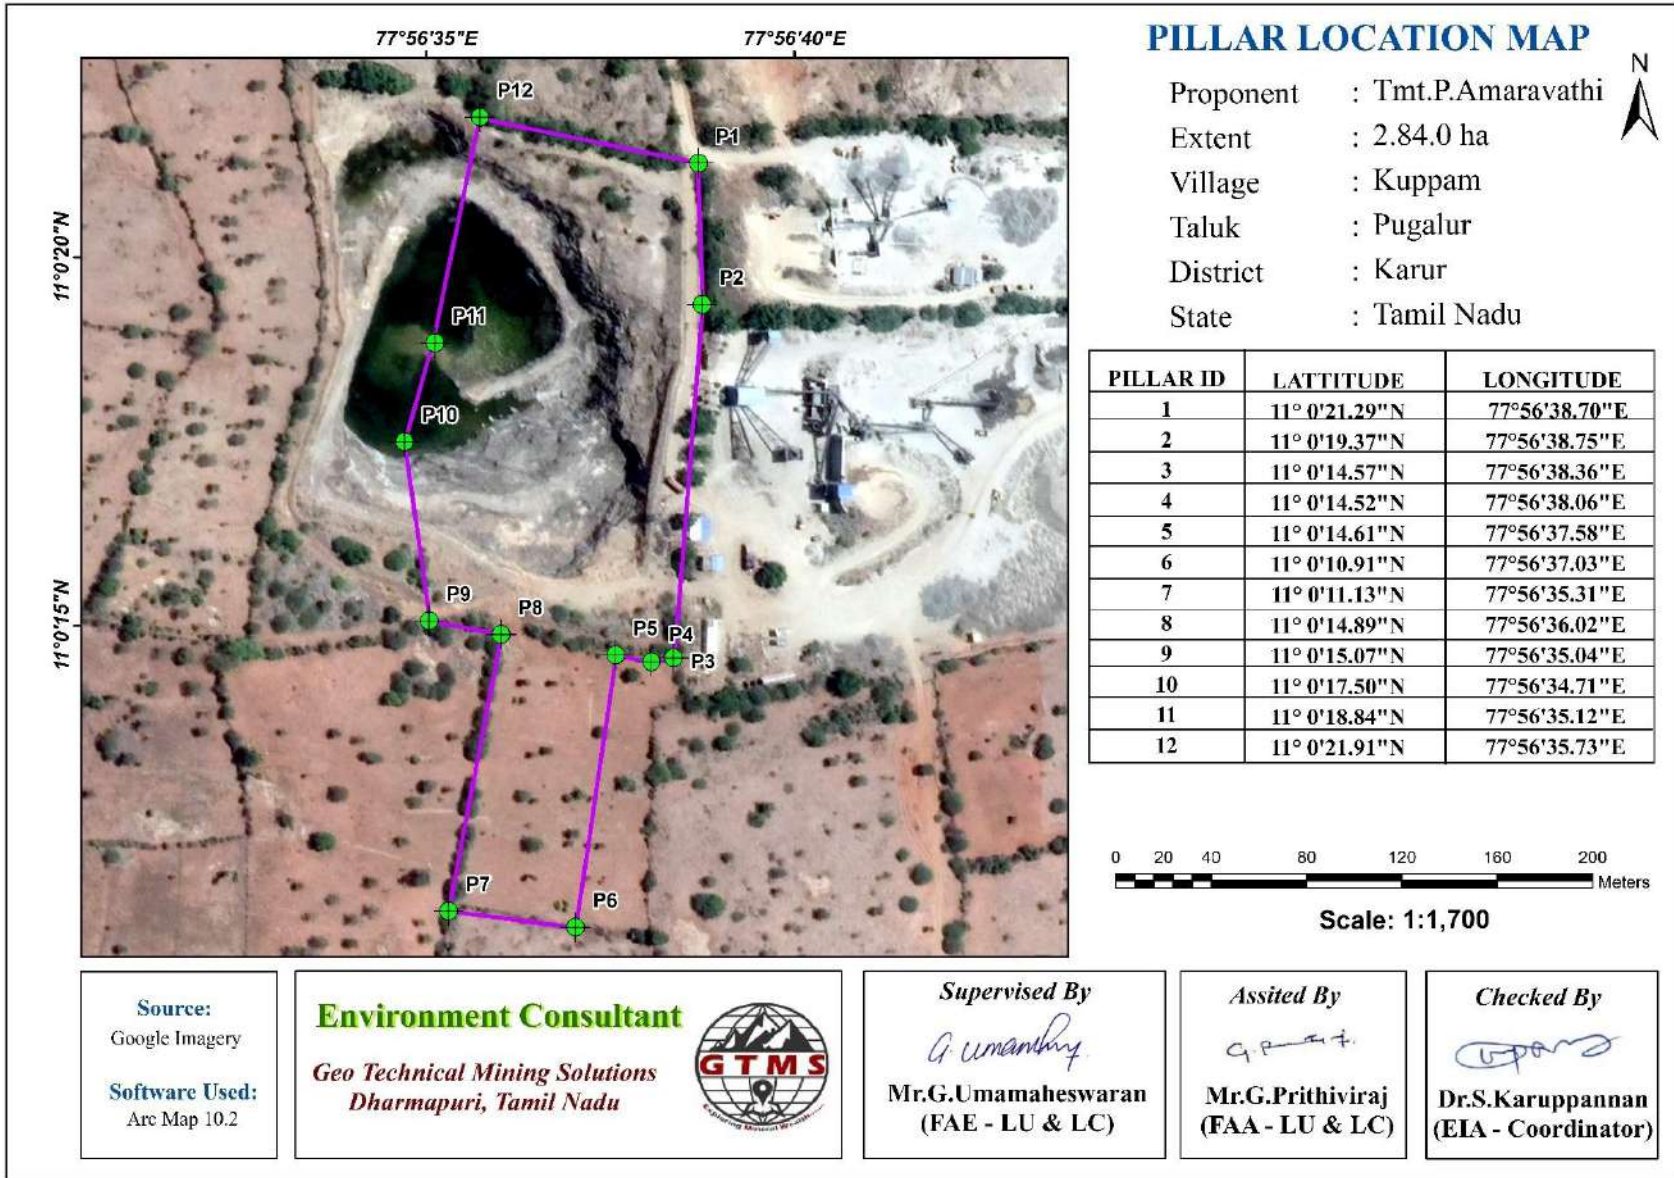 PILLAR LOCATION MAP
N
Proponent : Tmt.P.Amaravathi
Extent : 2.84.0 ha
Village : Kuppam
Taluk : Pugalur
District : Karur
State : Tamil Nadu
77°56'35"E 77°56'40"E
11°0'20"N
11°0'15"N
P12
P1
P2
P11
P10
P9
P8
P5
P4
P3
P7
P6
PILLAR ID LATTITUDE LONGITUDE
1 11° 0'21.29"N 77°56'38.70"E
2 11° 0'19.37"N 77°56'38.75"E
3 11° 0'14.57"N 77°56'38.36"E
4 11° 0'14.52"N 77°56'38.06"E
5 11° 0'14.61"N 77°56'37.58"E
6 11° 0'10.91"N 77°56'37.03"E
7 11° 0'11.13"N 77°56'35.31"E
8 11° 0'14.89"N 77°56'36.02"E
9 11° 0'15.07"N 77°56'35.04"E
10 11° 0'17.50"N 77°56'34.71"E
11 11° 0'18.84"N 77°56'35.12"E
12 11° 0'21.91"N 77°56'35.73"E
0 20 40 80 120 160 200
Meters
Scale: 1:1,700
Source:
Google Imagery
Software Used:
Arc Map 10.2
Environment Consultant
Geo Technical Mining Solutions
Dharmapuri, Tamil Nadu
GTMS
Exploring Mineral Wealth
Supervised By
Mr.G.Umamaheswaran
(FAE - LU & LC)
Assited By
Mr.G.Prithiviraj
(FAA - LU & LC)
Checked By
Dr.S.Karuppannan
(EIA - Coordinator)